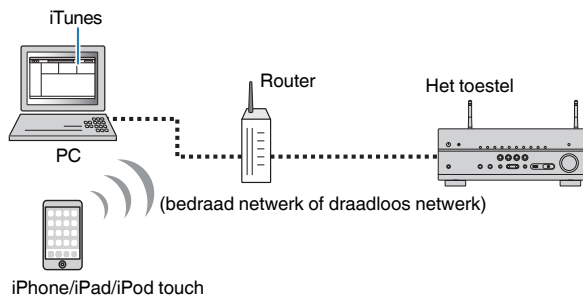 iTunes
Router
Het toestel
PC
(bedraad netwerk of draadloos netwerk)
iPhone/iPad/iPod touch